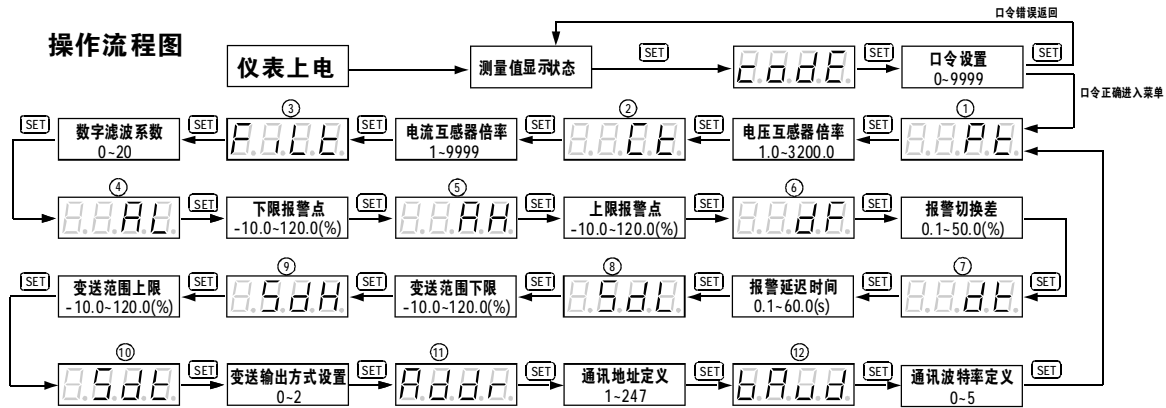 口令错误返回
操作流程图
仪表上电
测量值显示状态
SET
codE
SET
口令设置
0~9999
SET
口令正确进入菜单
③
②
①
SET
数字滤波系数
0~20
SET
FiLt
SET
电流互感器倍率
1~9999
SET
Ct
SET
电压互感器倍率
1.0~3200.0
SET
Pt
④
⑤
⑥
AL
SET
下限报警点
-10.0~120.0(%)
SET
AH
SET
上限报警点
-10.0~120.0(%)
SET
dF
SET
报警切换差
0.1~50.0(%)
⑨
⑧
⑦
SET
变送范围上限
-10.0~120.0(%)
SET
SdH
SET
变送范围下限
-10.0~120.0(%)
SET
SdL
SET
报警延迟时间
0.1~60.0(s)
SET
dt
SET
⑩
⑪
⑫
Sdt
SET
变送输出方式设置
0~2
SET
Addr
SET
通讯地址定义
1~247
SET
bAud
SET
通讯波特率定义
0~5
SET